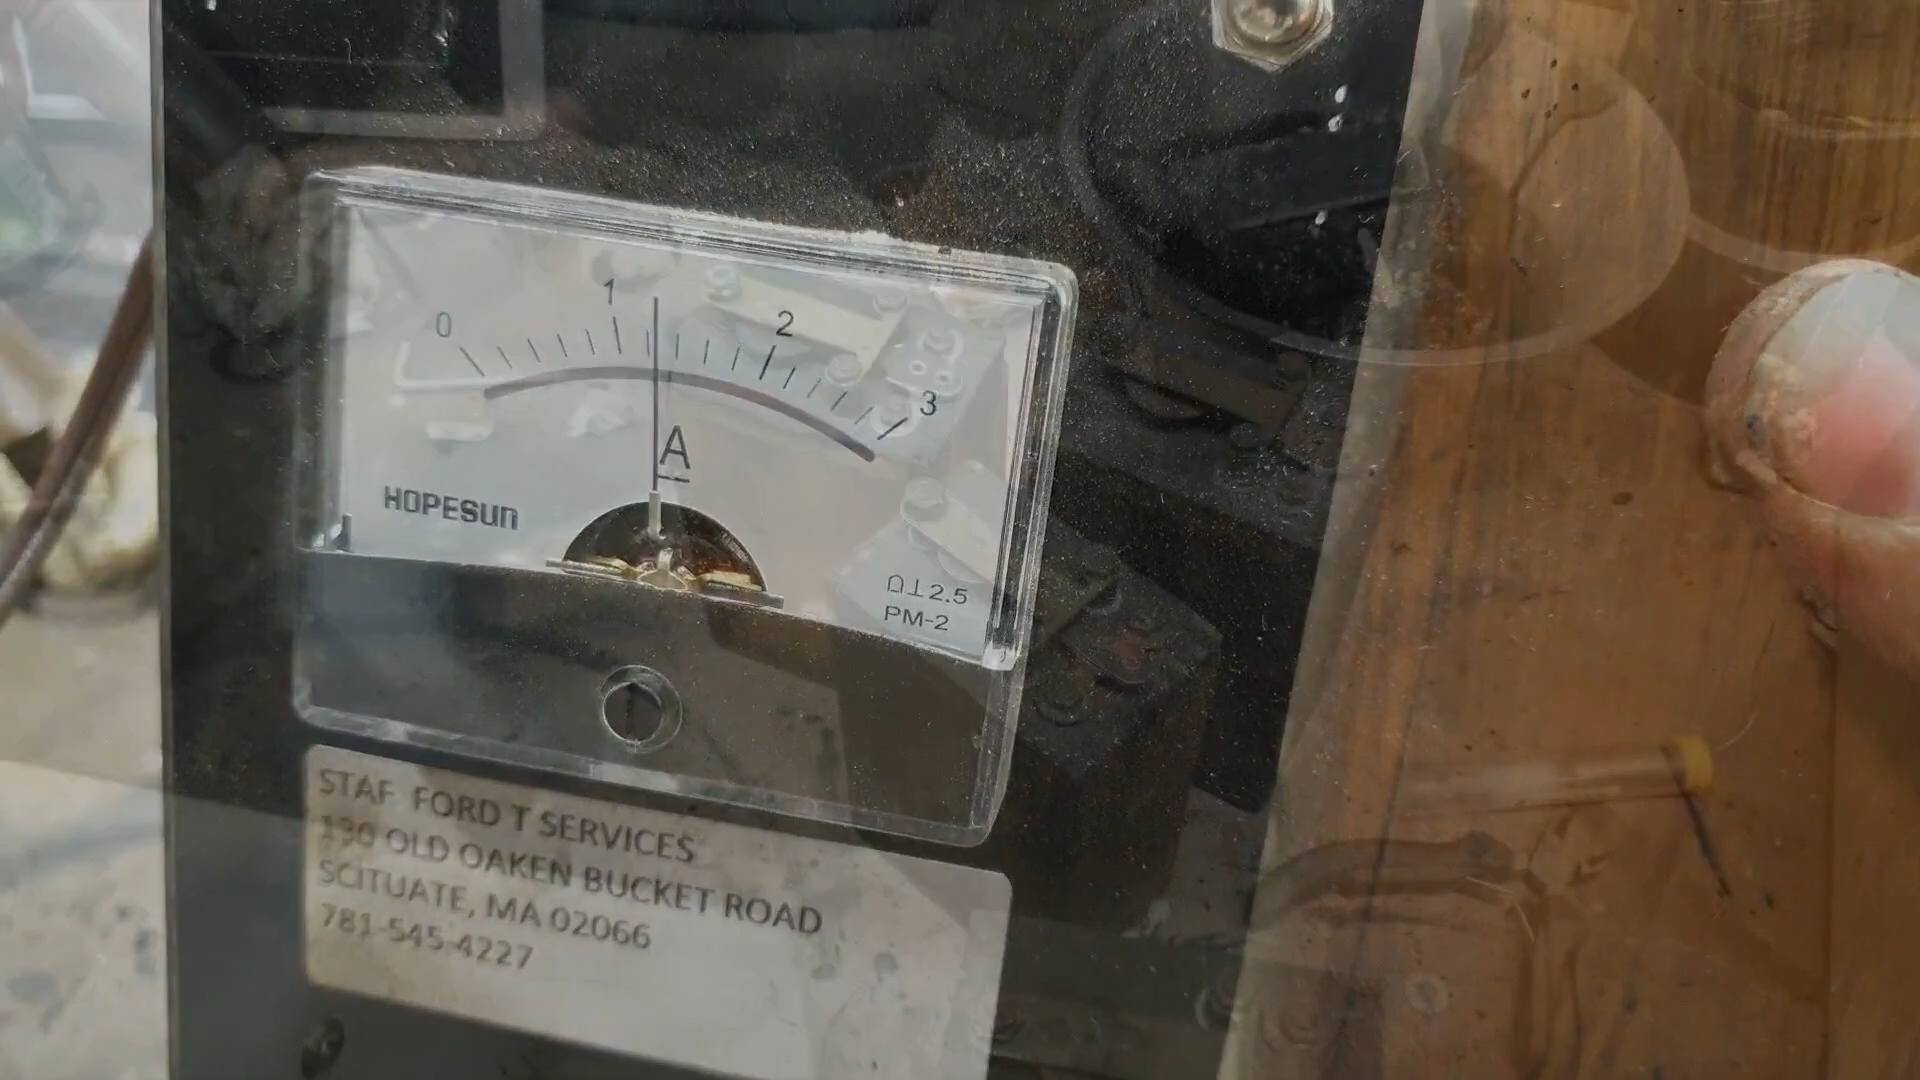 0 1 2 3
A
HOPESUN
Ω⊥2.5
PM-2
STAF FORD T SERVICES
190 OLD OAKEN BUCKET ROAD
SCITUATE, MA 02066
781-545-4227